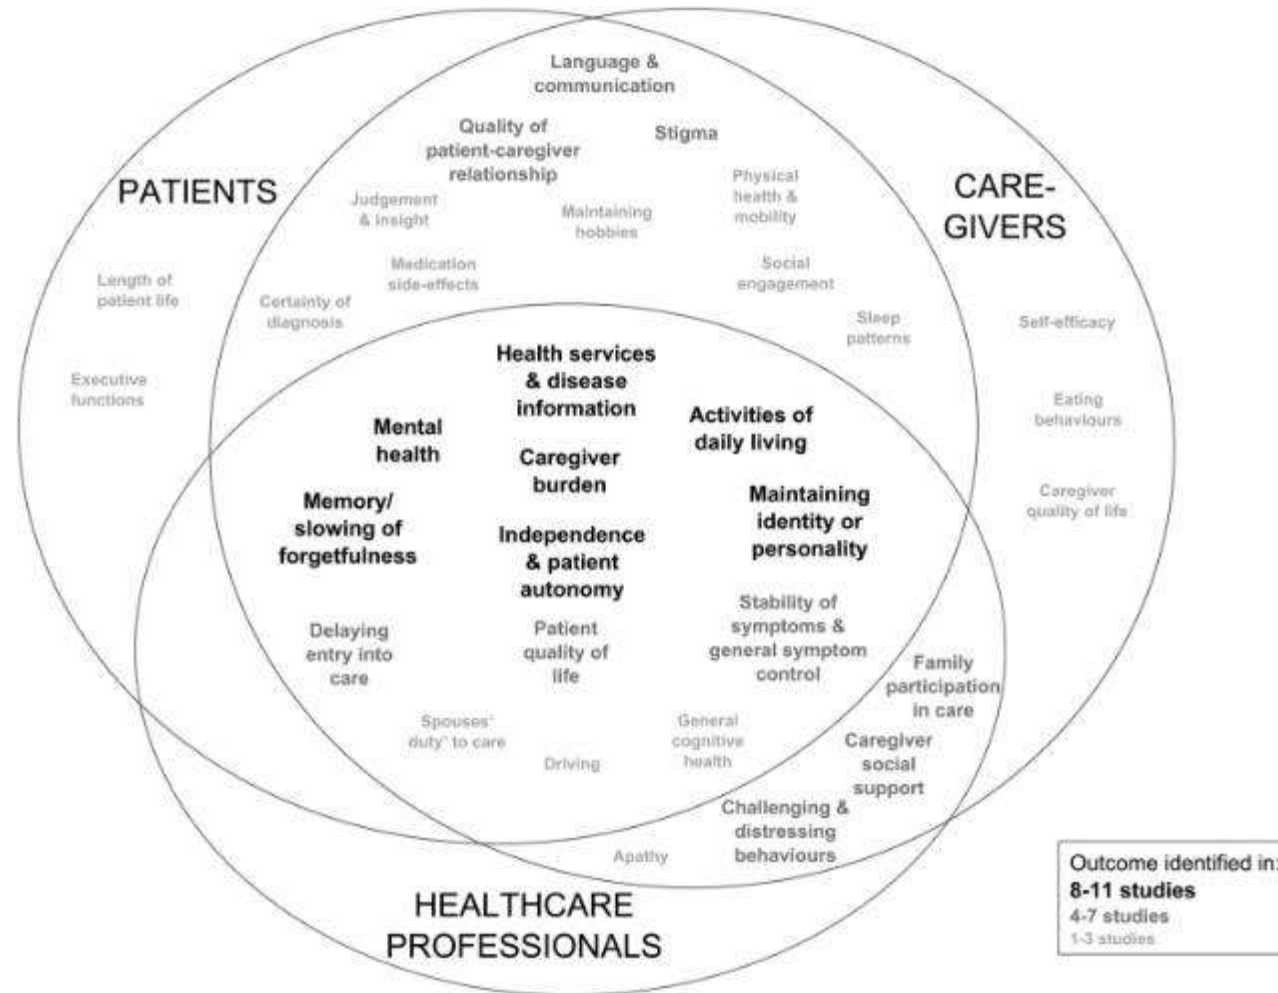 Language &
communication
Quality of
patient-caregiver
relationship
Stigma
PATIENTS
CARE-
GIVERS
Judgement
& insight
Maintaining
hobbies
Physical
health &
mobility
Length of
patient life
Certainty of
diagnosis
Medication
side-effects
Social
engagement
Sleep
patterns
Self-efficacy
Executive
functions
Health services
& disease
information
Mental
health
Activities of
daily living
Eating
behaviours
Caregiver
burden
Memory/
slowing of
forgetfulness
Maintaining
identity or
personality
Caregiver
quality of life
Independence
& patient
autonomy
Delaying
entry into
care
Patient
quality of
life
Stability of
symptoms &
general symptom
control
Family
participation
in care
Spouses'
duty' to care
Driving
General
cognitive
health
Caregiver
social
support
Challenging &
distressing
behaviours
Apathy
HEALTHCARE
PROFESSIONALS
Outcome identified in:
8-11 studies
4-7 studies
1-3 studies